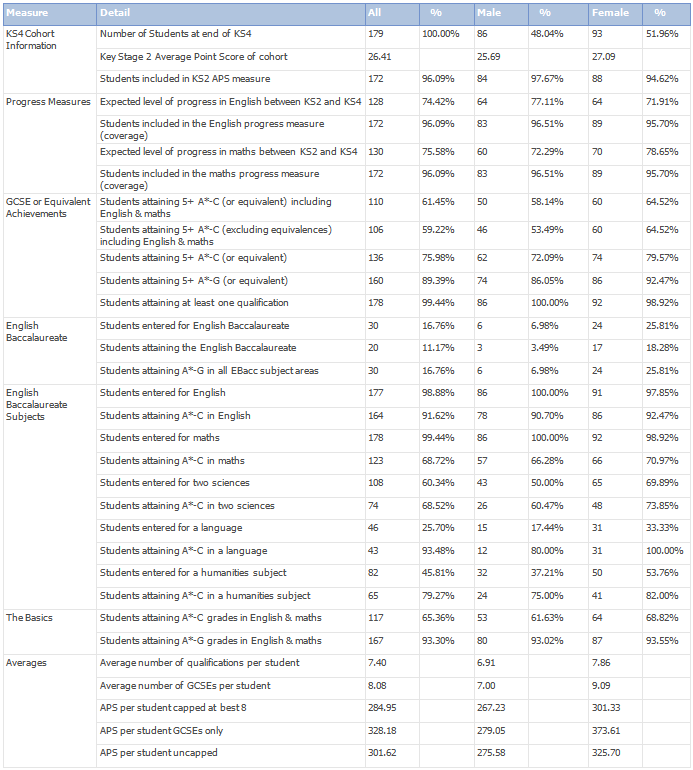 Measure Detail All % Male % Female %
KS4 Cohort Information Number of Students at end of KS4 179 100.00% 86 48.04% 93 51.96%
Key Stage 2 Average Point Score of cohort 26.41 25.69 27.09
Students included in KS2 APS measure 172 96.09% 84 97.67% 88 94.62%
Progress Measures Expected level of progress in English between KS2 and KS4 128 74.42% 64 77.11% 64 71.91%
Students included in the English progress measure (coverage) 172 96.09% 83 96.51% 89 95.70%
Expected level of progress in maths between KS2 and KS4 130 75.58% 60 72.29% 70 78.65%
Students included in the maths progress measure (coverage) 172 96.09% 83 96.51% 89 95.70%
GCSE or Equivalent Achievements Students attaining 5+ A*-C (or equivalent) including English & maths 110 61.45% 50 58.14% 60 64.52%
Students attaining 5+ A*-C (excluding equivalences) including English & maths 106 59.22% 46 53.49% 60 64.52%
Students attaining 5+ A*-C (or equivalent) 136 75.98% 62 72.09% 74 79.57%
Students attaining 5+ A*-G (or equivalent) 160 89.39% 74 86.05% 86 92.47%
Students attaining at least one qualification 178 99.44% 86 100.00% 92 98.92%
English Baccalaureate Students entered for English Baccalaureate 30 16.76% 6 6.98% 24 25.81%
Students attaining the English Baccalaureate 20 11.17% 3 3.49% 17 18.28%
Students attaining A*-G in all EBacc subject areas 30 16.76% 6 6.98% 24 25.81%
English Baccalaureate Subjects Students entered for English 177 98.88% 86 100.00% 91 97.85%
Students attaining A*-C in English 164 91.62% 78 90.70% 86 92.47%
Students entered for maths 178 99.44% 86 100.00% 92 98.92%
Students attaining A*-C in maths 123 68.72% 57 66.28% 66 70.97%
Students entered for two sciences 108 60.34% 43 50.00% 65 69.89%
Students attaining A*-C in two sciences 74 68.52% 26 60.47% 48 73.85%
Students entered for a language 46 25.70% 15 17.44% 31 33.33%
Students attaining A*-C in a language 43 93.48% 12 80.00% 31 100.00%
Students entered for a humanities subject 82 45.81% 32 37.21% 50 53.76%
Students attaining A*-C in a humanities subject 65 79.27% 24 75.00% 41 82.00%
The Basics Students attaining A*-C grades in English & maths 117 65.36% 53 61.63% 64 68.82%
Students attaining A*-G grades in English & maths 167 93.30% 80 93.02% 87 93.55%
Averages Average number of qualifications per student 7.40 6.91 7.86
Average number of GCSEs per student 8.08 7.00 9.09
APS per student capped at best 8 284.95 267.23 301.33
APS per student GCSEs only 328.18 279.05 373.61
APS per student uncapped 301.62 275.58 325.70